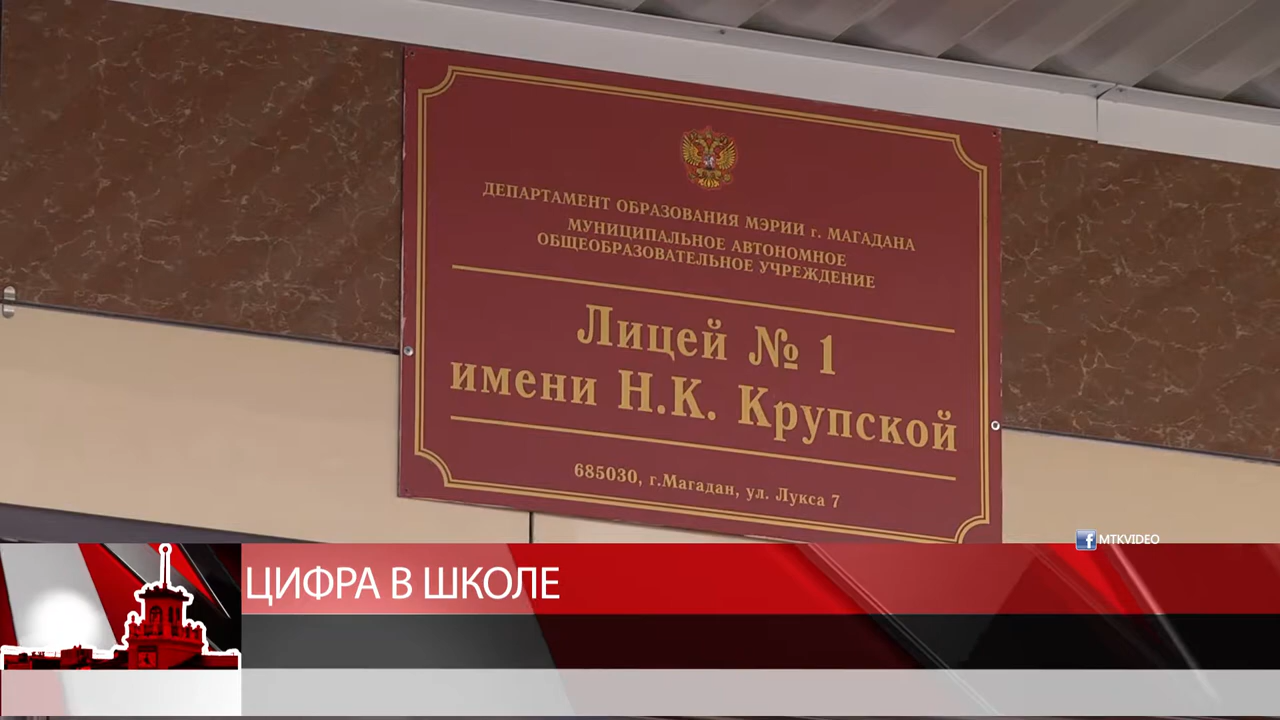 ДЕПАРТАМЕНТ ОБРАЗОВАНИЯ МЭРИИ г. МАГАДАНА
МУНИЦИПАЛЬНОЕ АВТОНОМНОЕ
ОБЩЕОБРАЗОВАТЕЛЬНОЕ УЧРЕЖДЕНИЕ
Лицей № 1
имени Н.К. Крупской
685030, г.Магадан, ул. Лукса 7
f MTKVIDEO
ЦИФРА В ШКОЛЕ